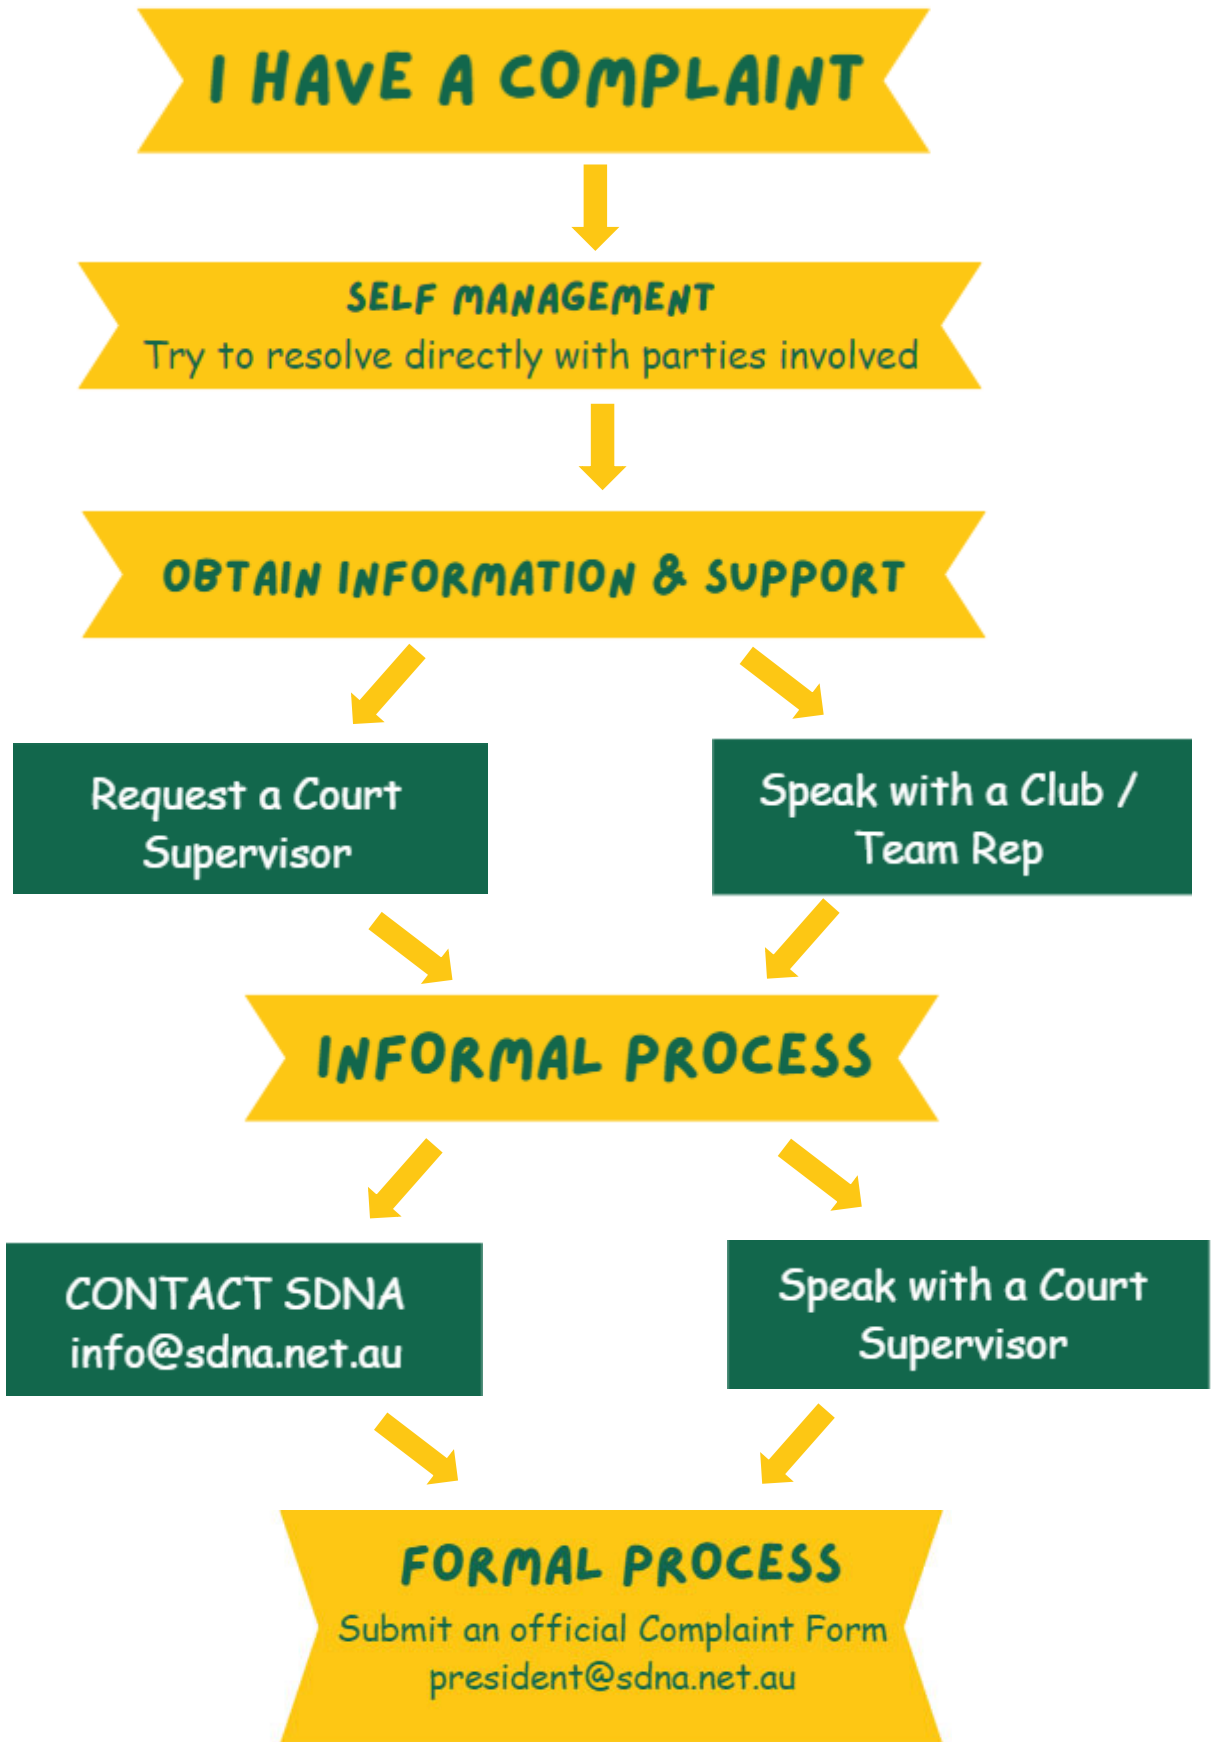 I HAVE A COMPLAINT
SELF MANAGEMENT
Try to resolve directly with parties involved
OBTAIN INFORMATION & SUPPORT
Request a Court
Supervisor
Speak with a Club /
Team Rep
INFORMAL PROCESS
CONTACT SDNA
info@sdna.net.au
Speak with a Court
Supervisor
FORMAL PROCESS
Submit an official Complaint Form
president@sdna.net.au